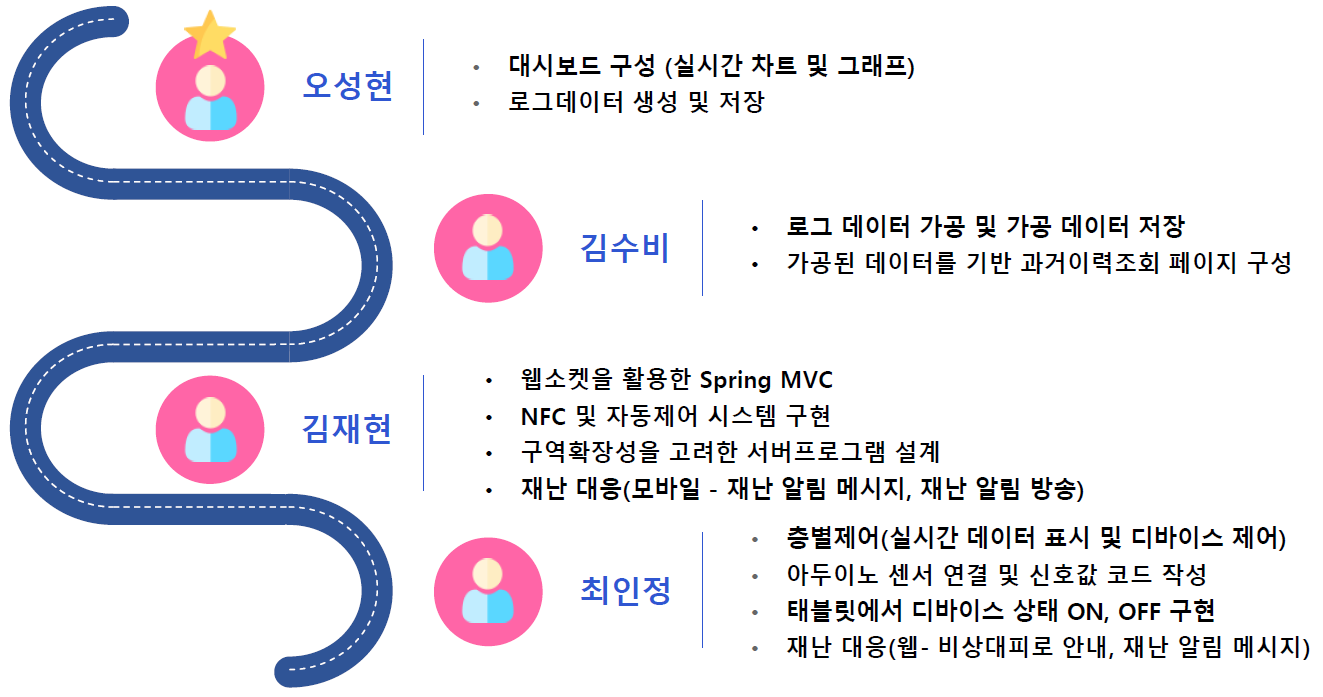 오성현
• 대시보드 구성 (실시간 차트 및 그래프)
• 로그데이터 생성 및 저장
김수비
• 로그 데이터 가공 및 가공 데이터 저장
• 가공된 데이터를 기반 과거이력조회 페이지 구성
김재현
• 웹소켓을 활용한 Spring MVC
• NFC 및 자동제어 시스템 구현
• 구역확장성을 고려한 서버프로그램 설계
• 재난 대응(모바일 - 재난 알림 메시지, 재난 알림 방송)
최인정
• 층별제어(실시간 데이터 표시 및 디바이스 제어)
• 아두이노 센서 연결 및 신호값 코드 작성
• 태블릿에서 디바이스 상태 ON, OFF 구현
• 재난 대응(웹- 비상대피로 안내, 재난 알림 메시지)